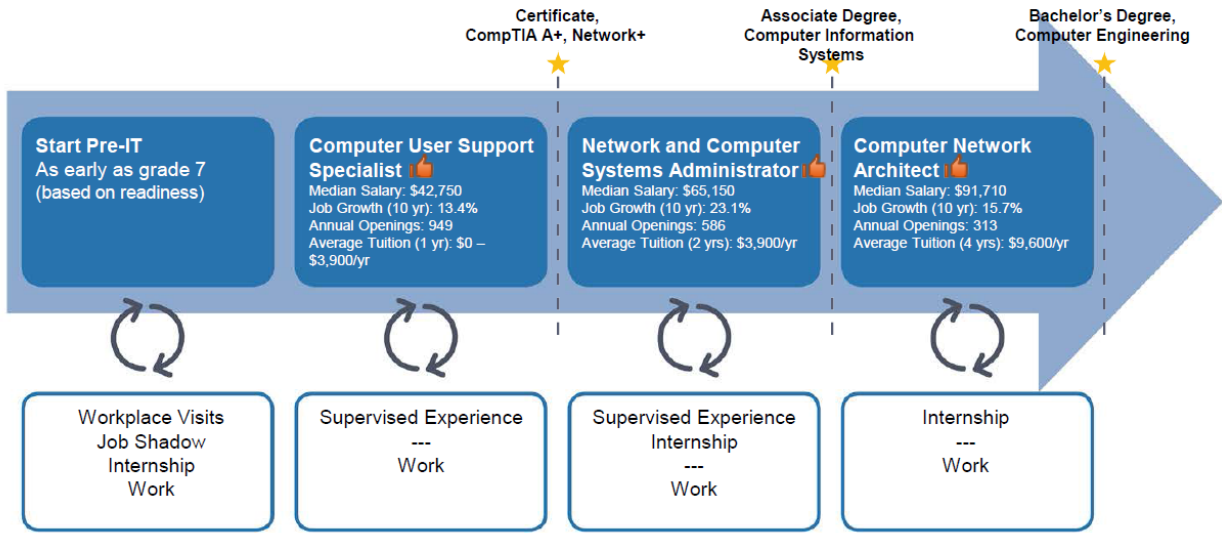 Certificate,
CompTIA A+, Network+
Associate Degree,
Computer Information
Systems
Bachelor's Degree,
Computer Engineering
Start Pre-IT
As early as grade 7
(based on readiness)
Computer User Support
Specialist
Median Salary: $42,750
Job Growth (10 yr): 13.4%
Annual Openings: 949
Average Tuition (1 yr): $0 –
$3,900/yr
Network and Computer
Systems Administrator
Median Salary: $65,150
Job Growth (10 yr): 23.1%
Annual Openings: 586
Average Tuition (2 yrs): $3,900/yr
Computer Network
Architect
Median Salary: $91,710
Job Growth (10 yr): 15.7%
Annual Openings: 313
Average Tuition (4 yrs): $9,600/yr
Workplace Visits
Job Shadow
Internship
Work
Supervised Experience
---
Work
Supervised Experience
Internship
---
Work
Internship
---
Work